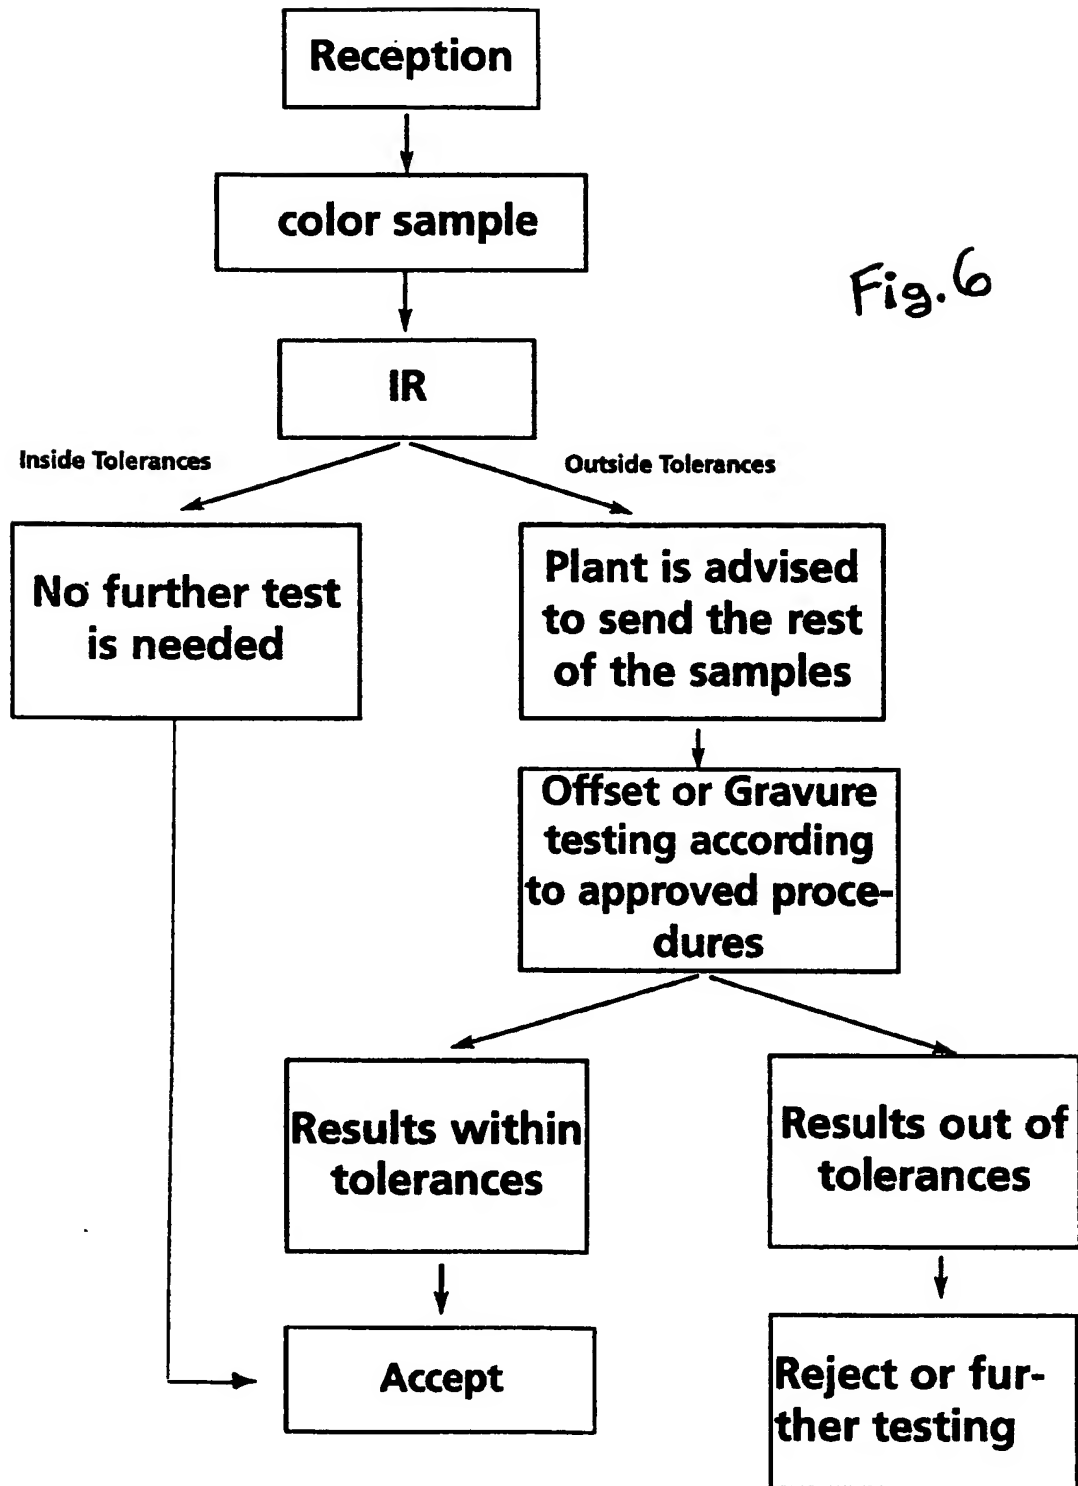 Reception
color sample
Fig. 6
IR
Inside Tolerances
Outside Tolerances
No further test
is needed
Plant is advised
to send the rest
of the samples
Offset or Gravure
testing according
to approved proce-
dures
Results within
tolerances
Results out of
tolerances
Accept
Reject or fur-
ther testing